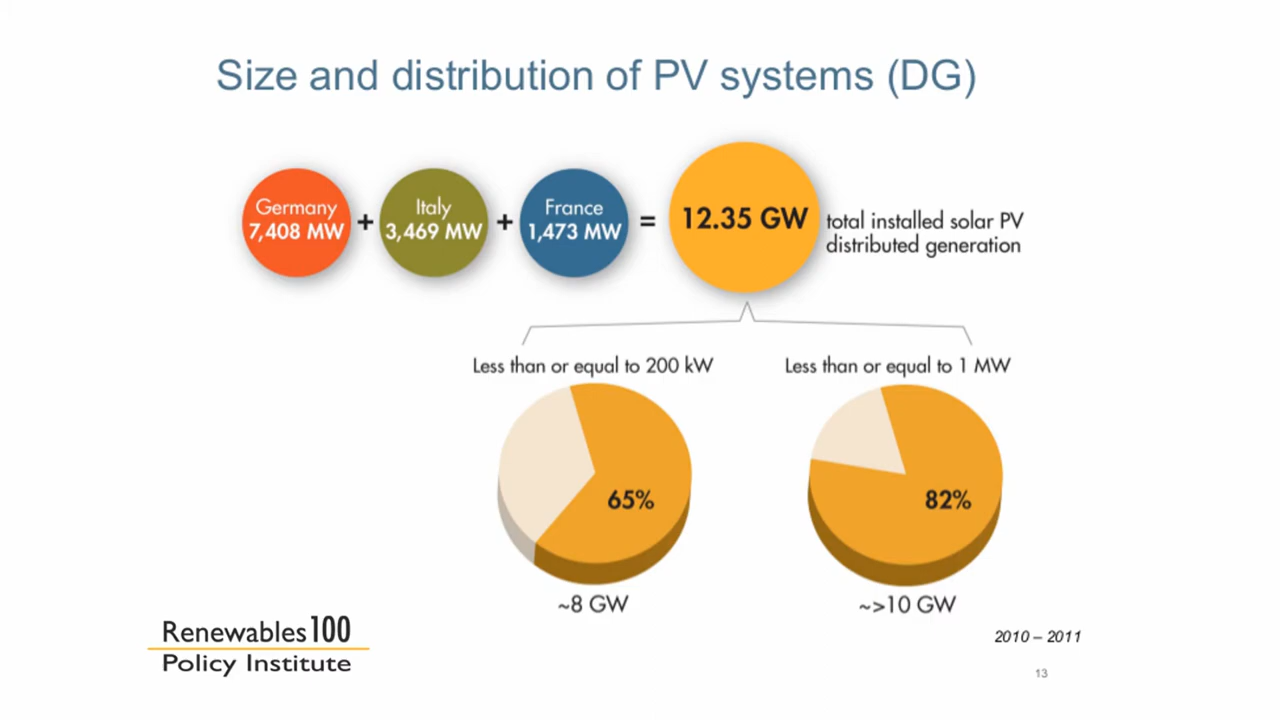 Size and distribution of PV systems (DG)
Germany
7,408 MW
+
Italy
3,469 MW
+
France
1,473 MW
=
12.35 GW
total installed solar PV
distributed generation
Less than or equal to 200 kW
Less than or equal to 1 MW
65%
82%
~8 GW
~>10 GW
Renewables100
Policy Institute
2010 – 2011
13